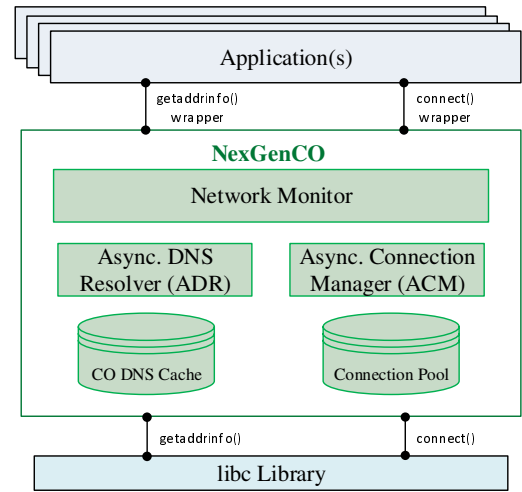 Application(s)
getaddrinfo()
wrapper
connect()
wrapper
NexGenCO
Network Monitor
Async. DNS
Resolver (ADR)
Async. Connection
Manager (ACM)
CO DNS Cache
Connection Pool
getaddrinfo()
connect()
libc Library